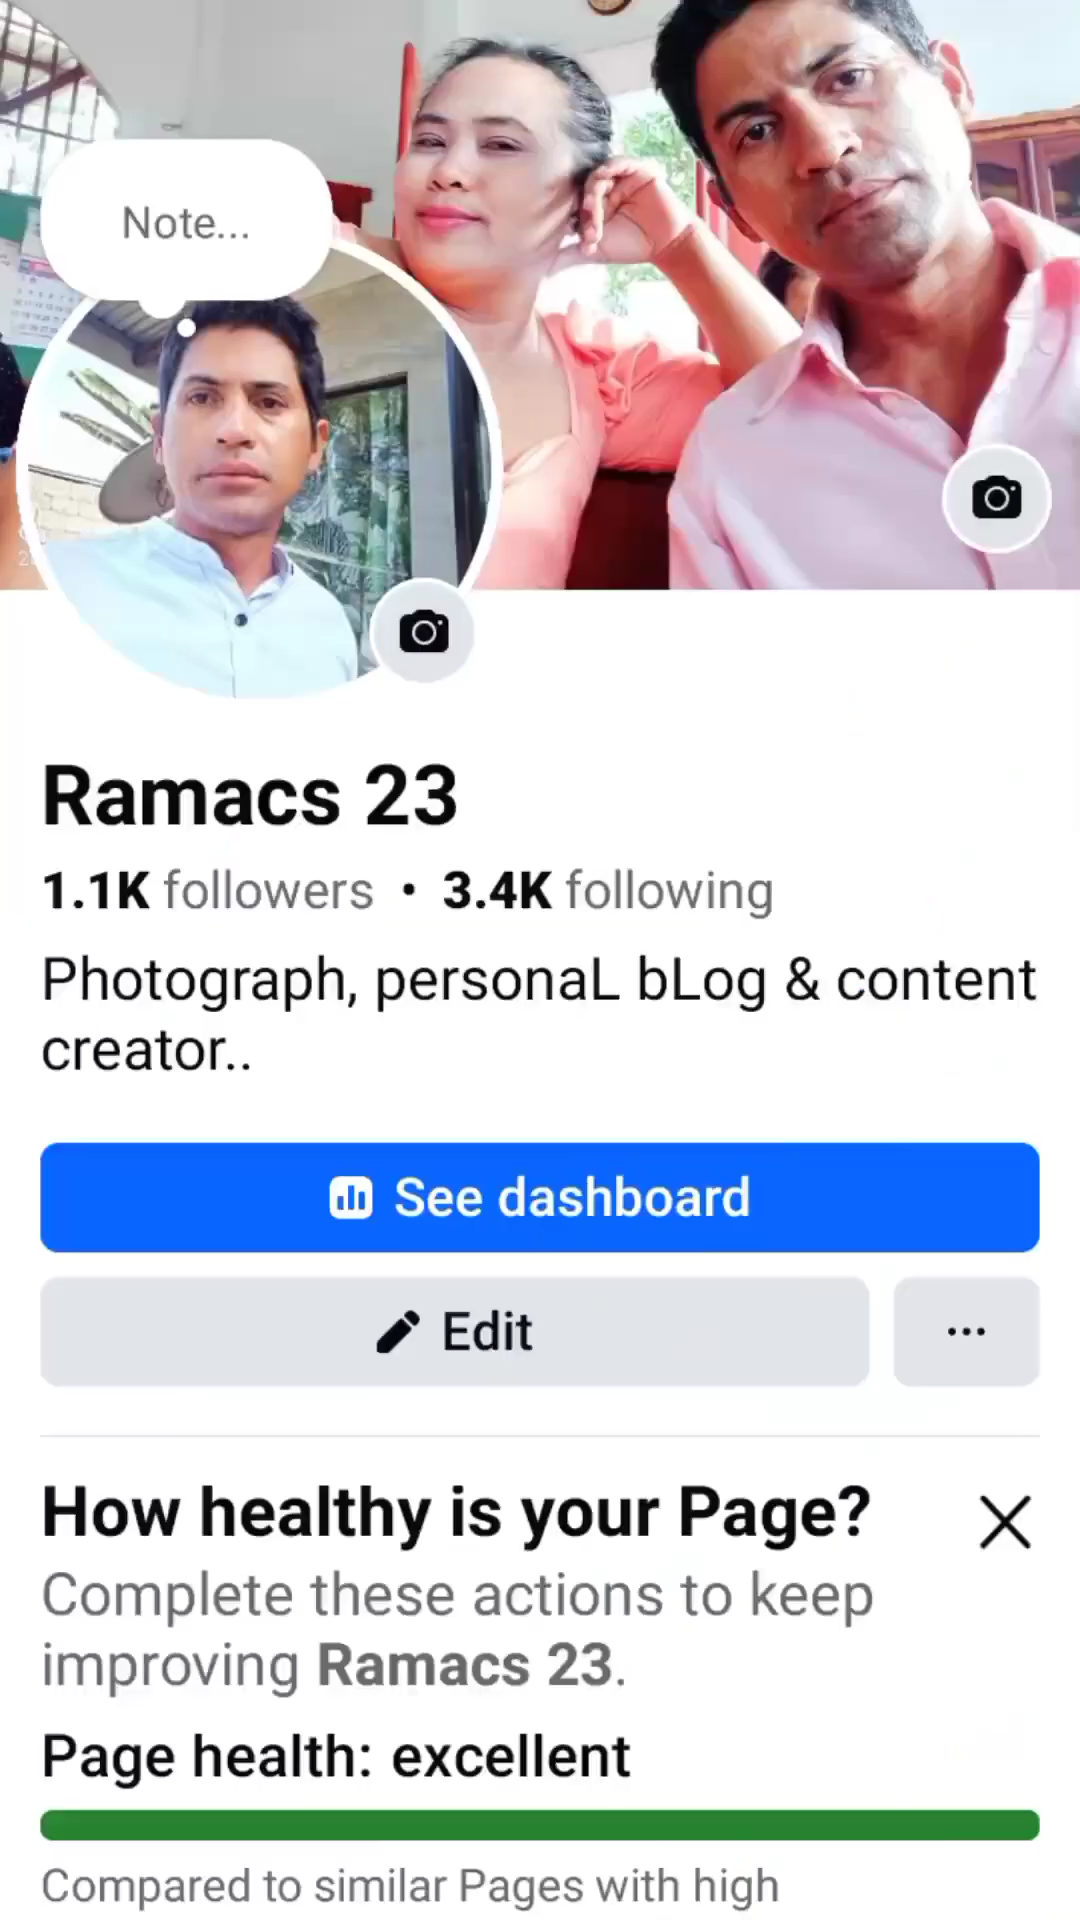 Note...
Ramacs 23
1.1K followers • 3.4K following
Photograph, personaL bLog & content
creator..
See dashboard
Edit
How healthy is your Page?
Complete these actions to keep
improving Ramacs 23.
Page health: excellent
Compared to similar Pages with high